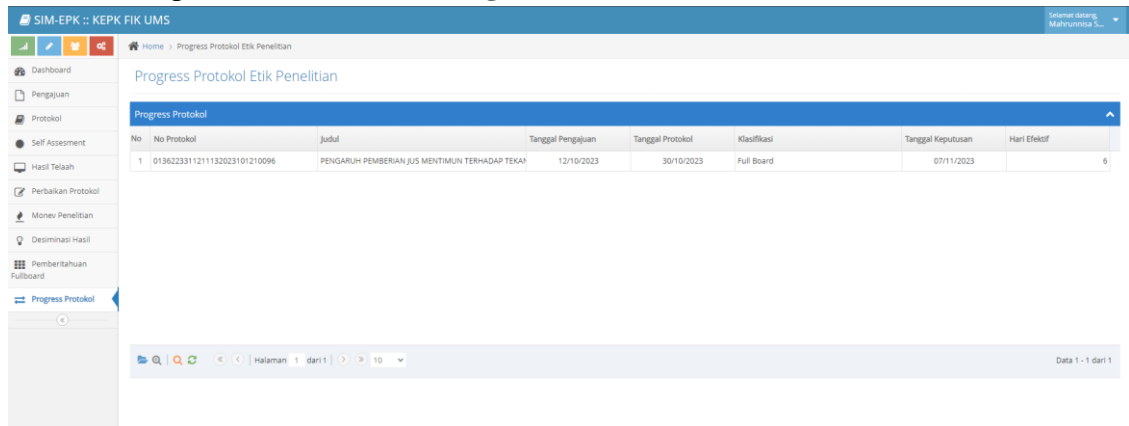 SIM-EPK :: KEPK FIK UMS
Selamat datang,
Mahrunnisa S...
Home > Progress Protokol Etik Penelitian
Dashboard
Pengajuan
Protokol
Self Assesment
Hasil Telaah
Perbaikan Protokol
Monev Penelitian
Desiminasi Hasil
Pemberitahuan
Fullboard
Progress Protokol
Progress Protokol Etik Penelitian
Progress Protokol
No No Protokol Judul Tanggal Pengajuan Tanggal Protokol Klasifikasi Tanggal Keputusan Hari Efektif
1 0136223311211132023101210096 PENGARUH PEMBERIAN JUS MENTIMUN TERHADAP TEKAN 12/10/2023 30/10/2023 Full Board 07/11/2023 6
Halaman 1 dari 1 10 Data 1 - 1 dari 1